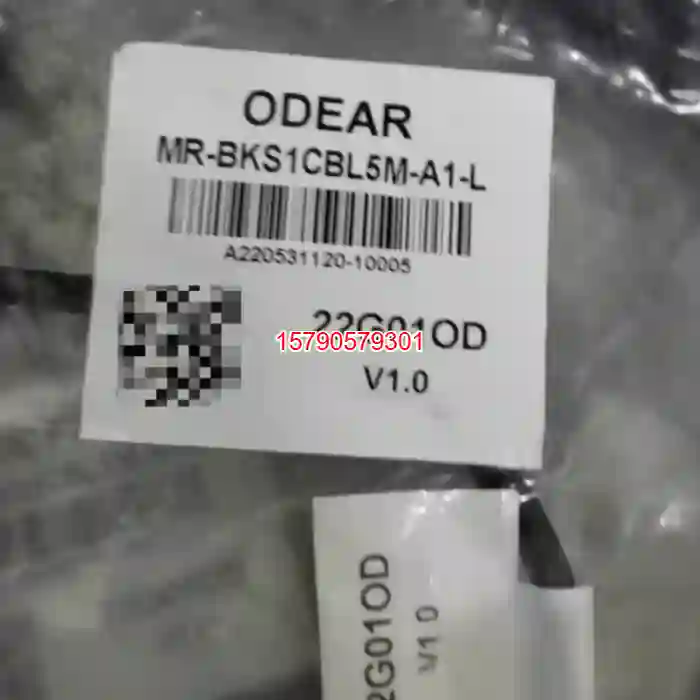 ODEAR
MR-BKS1CBL5M-A1-L
A220531120-10005
22G01OD
15790579301
V1.0
2G01OD
V1 0